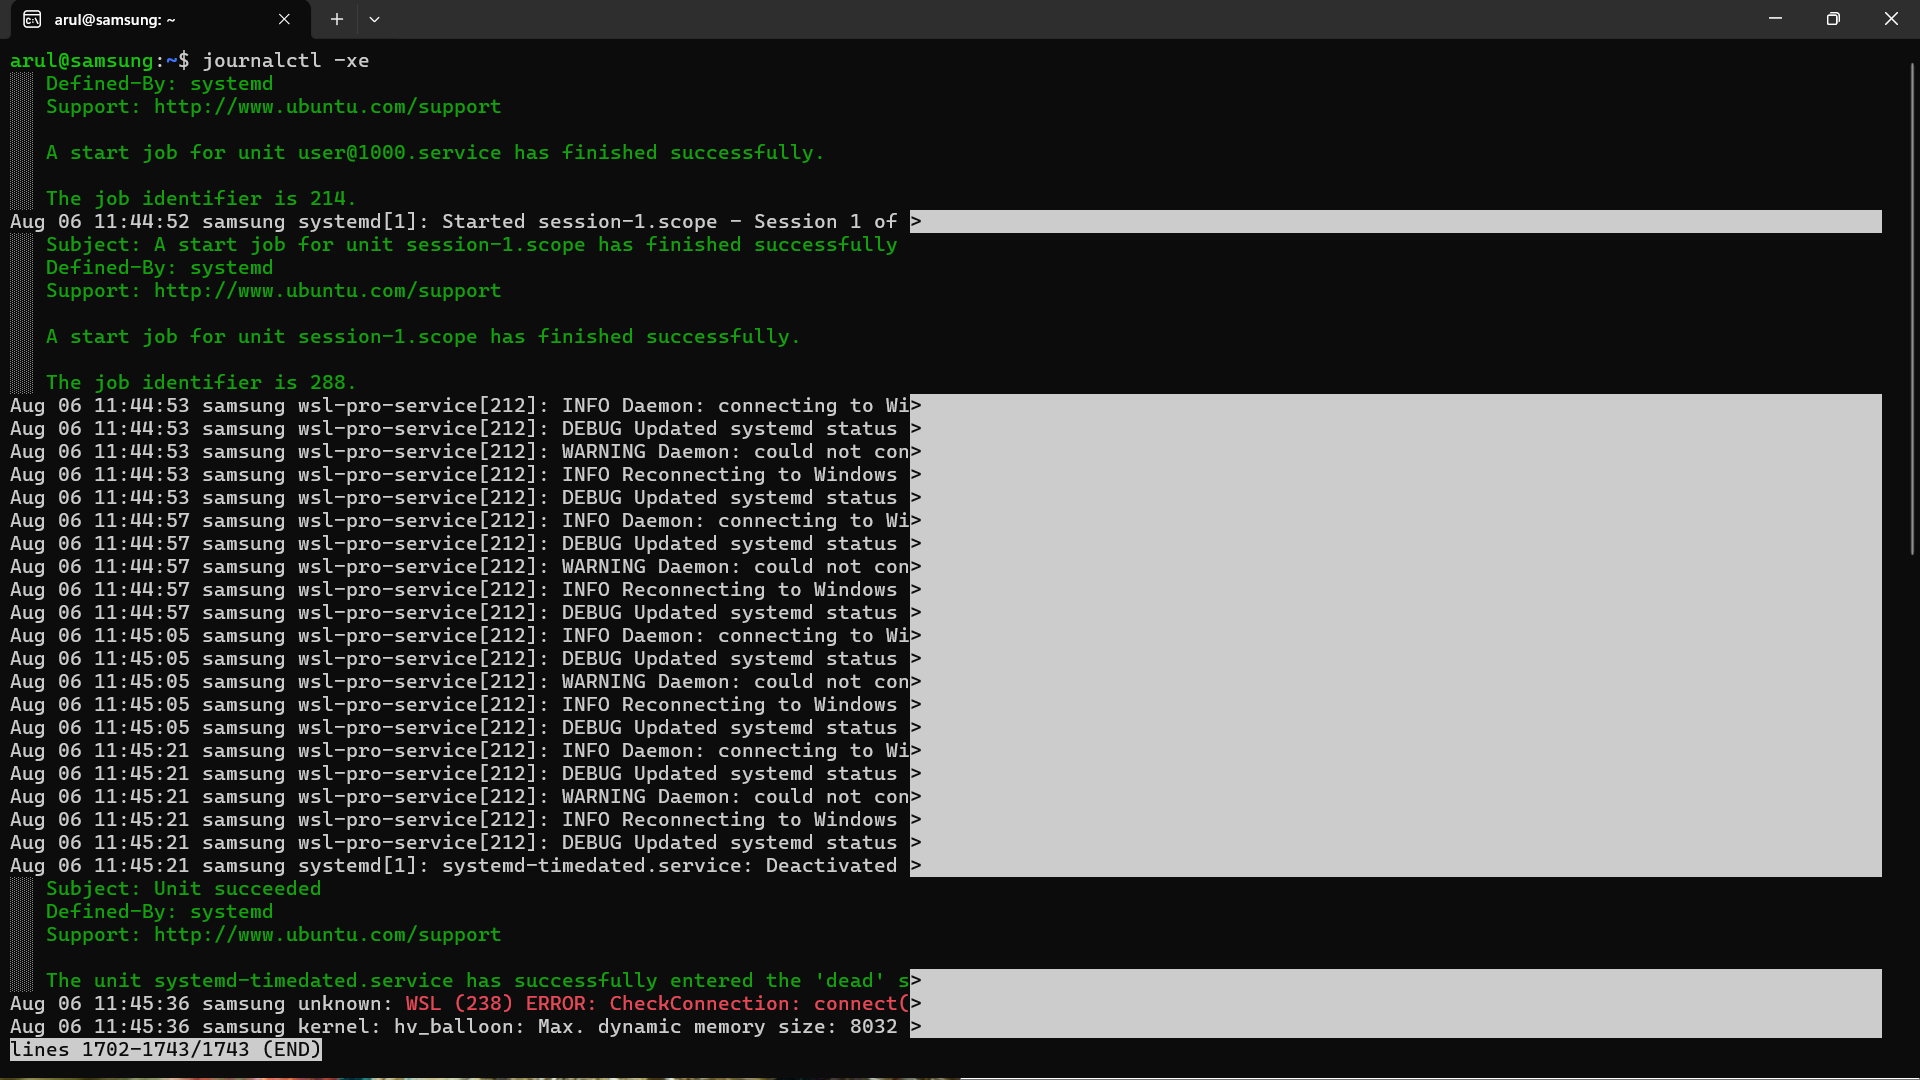 arul@samsung: ~
arul@samsung:~$ journalctl -xe
Defined-By: systemd
Support: http://www.ubuntu.com/support
A start job for unit user@1000.service has finished successfully.
The job identifier is 214.
Aug 06 11:44:52 samsung systemd[1]: Started session-1.scope - Session 1 of >
Subject: A start job for unit session-1.scope has finished successfully
Defined-By: systemd
Support: http://www.ubuntu.com/support
A start job for unit session-1.scope has finished successfully.
The job identifier is 288.
Aug 06 11:44:53 samsung wsl-pro-service[212]: INFO Daemon: connecting to Wi>
Aug 06 11:44:53 samsung wsl-pro-service[212]: DEBUG Updated systemd status >
Aug 06 11:44:53 samsung wsl-pro-service[212]: WARNING Daemon: could not con>
Aug 06 11:44:53 samsung wsl-pro-service[212]: INFO Reconnecting to Windows >
Aug 06 11:44:53 samsung wsl-pro-service[212]: DEBUG Updated systemd status >
Aug 06 11:44:57 samsung wsl-pro-service[212]: INFO Daemon: connecting to Wi>
Aug 06 11:44:57 samsung wsl-pro-service[212]: DEBUG Updated systemd status >
Aug 06 11:44:57 samsung wsl-pro-service[212]: WARNING Daemon: could not con>
Aug 06 11:44:57 samsung wsl-pro-service[212]: INFO Reconnecting to Windows >
Aug 06 11:44:57 samsung wsl-pro-service[212]: DEBUG Updated systemd status >
Aug 06 11:45:05 samsung wsl-pro-service[212]: INFO Daemon: connecting to Wi>
Aug 06 11:45:05 samsung wsl-pro-service[212]: DEBUG Updated systemd status >
Aug 06 11:45:05 samsung wsl-pro-service[212]: WARNING Daemon: could not con>
Aug 06 11:45:05 samsung wsl-pro-service[212]: INFO Reconnecting to Windows >
Aug 06 11:45:05 samsung wsl-pro-service[212]: DEBUG Updated systemd status >
Aug 06 11:45:21 samsung wsl-pro-service[212]: INFO Daemon: connecting to Wi>
Aug 06 11:45:21 samsung wsl-pro-service[212]: DEBUG Updated systemd status >
Aug 06 11:45:21 samsung wsl-pro-service[212]: WARNING Daemon: could not con>
Aug 06 11:45:21 samsung wsl-pro-service[212]: INFO Reconnecting to Windows >
Aug 06 11:45:21 samsung wsl-pro-service[212]: DEBUG Updated systemd status >
Aug 06 11:45:21 samsung systemd[1]: systemd-timedated.service: Deactivated >
Subject: Unit succeeded
Defined-By: systemd
Support: http://www.ubuntu.com/support
The unit systemd-timedated.service has successfully entered the 'dead' s>
Aug 06 11:45:36 samsung unknown: WSL (238) ERROR: CheckConnection: connect(>
Aug 06 11:45:36 samsung kernel: hv_balloon: Max. dynamic memory size: 8032 >
lines 1702-1743/1743 (END)